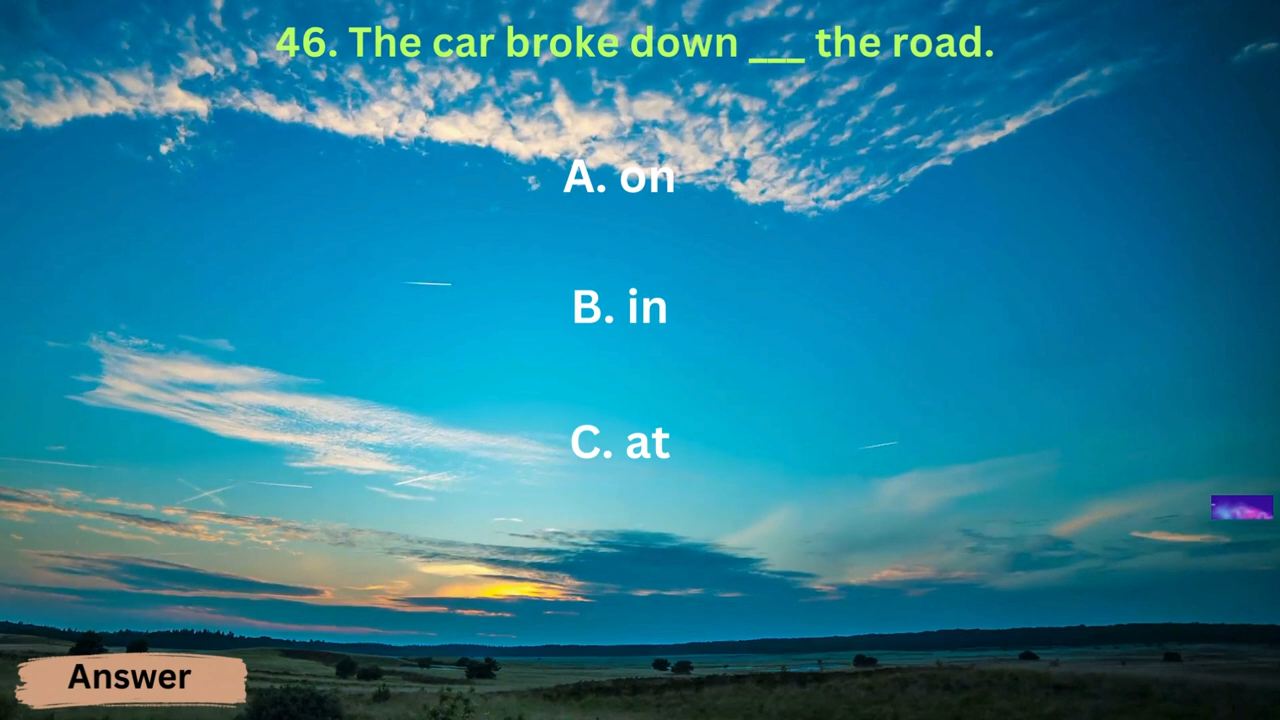 46. The car broke down ___ the road.
A. on
B. in
C. at
Answer